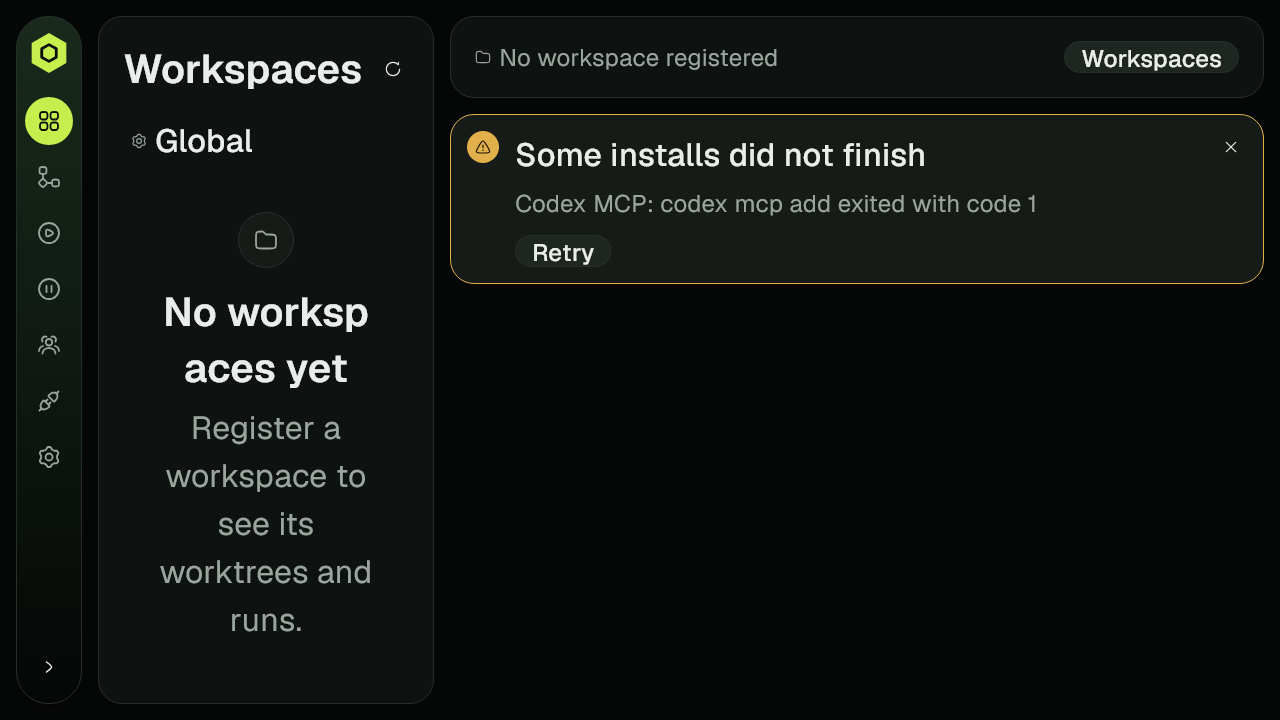 Workspaces
Global
No worksp
aces yet
Register a
workspace to
see its
worktrees and
runs.
No workspace registered
Workspaces
Some installs did not finish
Codex MCP: codex mcp add exited with code 1
Retry